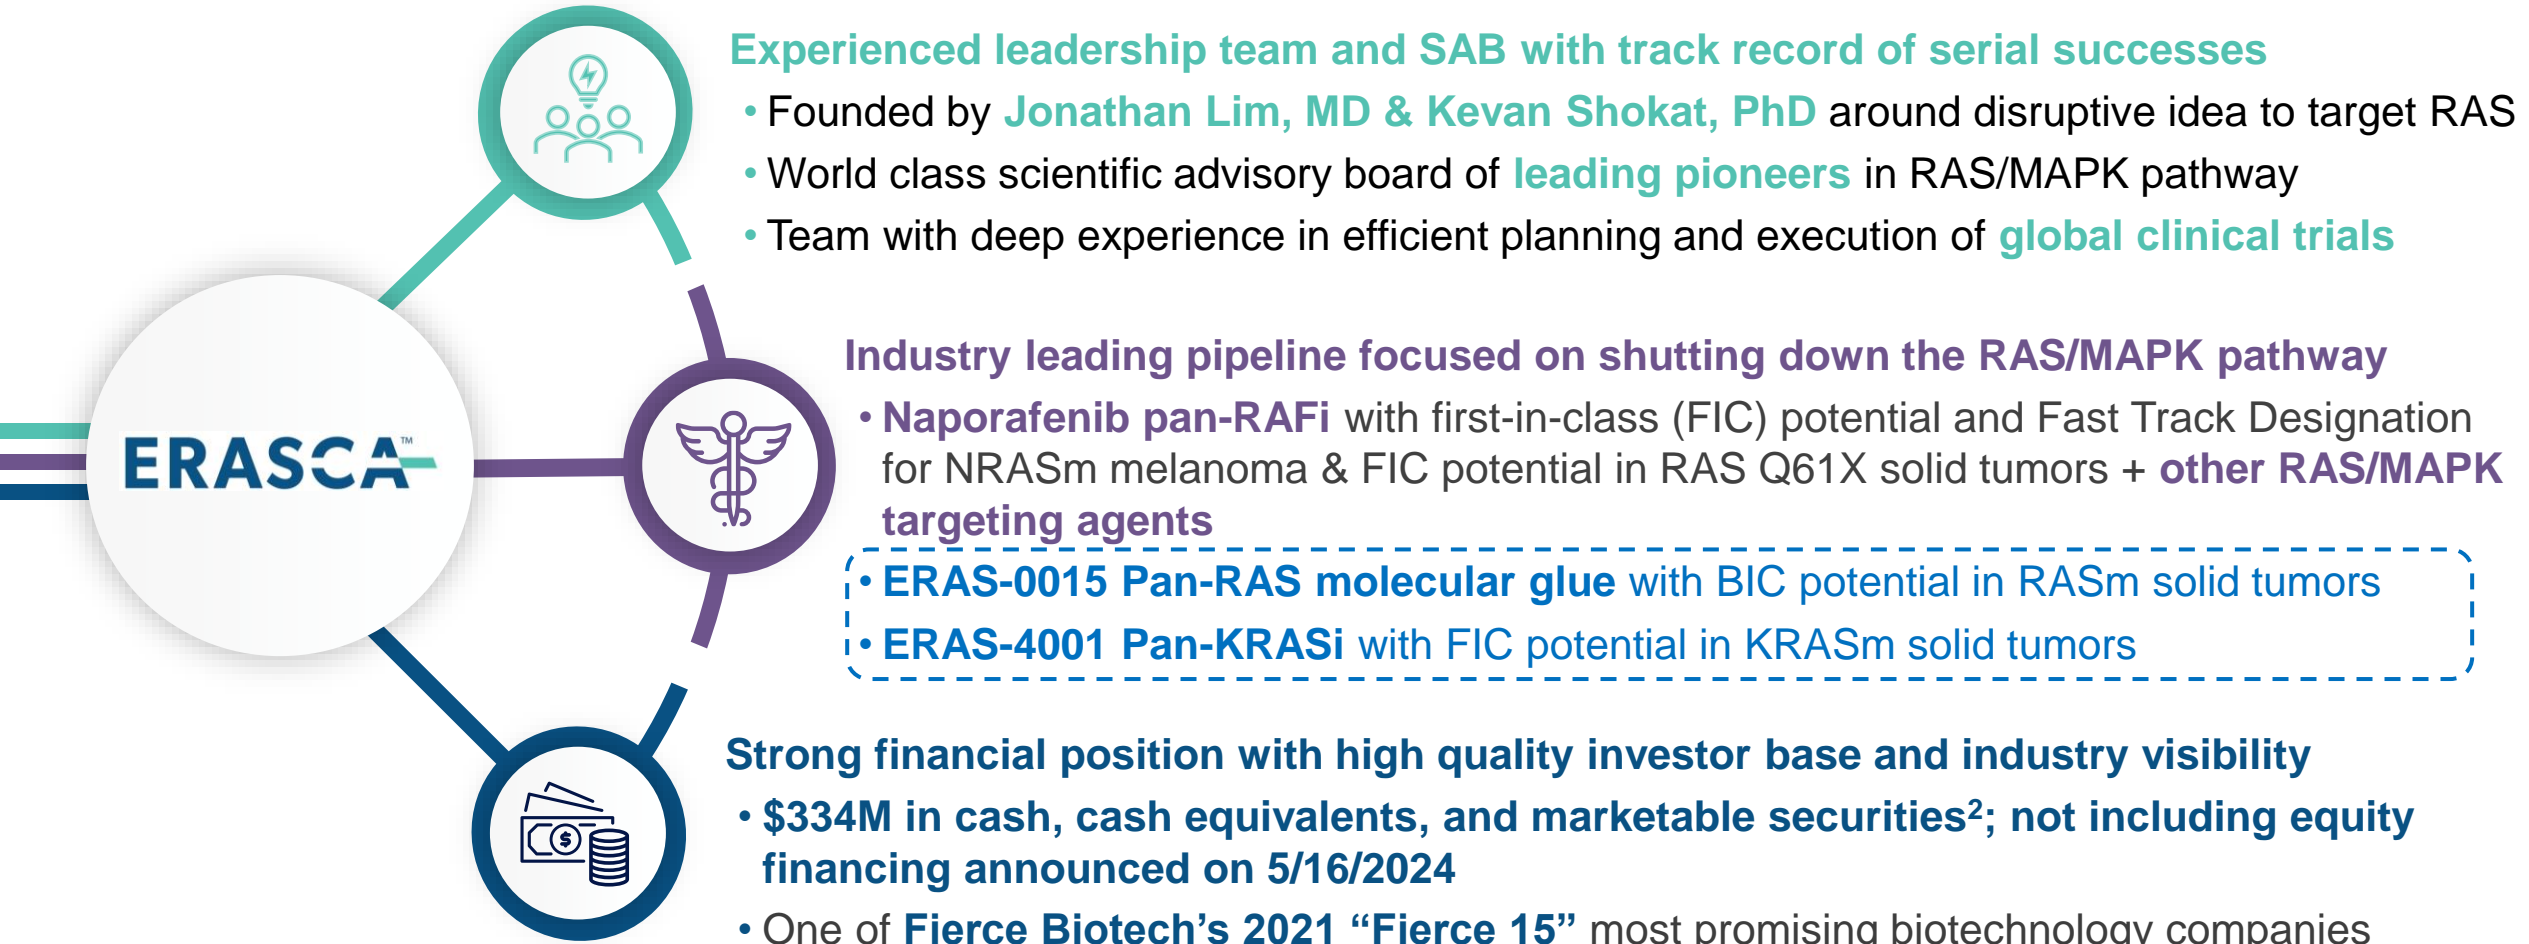 Experienced leadership team and SAB with track record of serial successes
• Founded by Jonathan Lim, MD & Kevan Shokat, PhD around disruptive idea to target RAS
• World class scientific advisory board of leading pioneers in RAS/MAPK pathway
• Team with deep experience in efficient planning and execution of global clinical trials
Industry leading pipeline focused on shutting down the RAS/MAPK pathway
• Naporafenib pan-RAFi with first-in-class (FIC) potential and Fast Track Designation
for NRASm melanoma & FIC potential in RAS Q61X solid tumors + other RAS/MAPK
targeting agents
ERASCA™
• ERAS-0015 Pan-RAS molecular glue with BIC potential in RASm solid tumors
• ERAS-4001 Pan-KRASi with FIC potential in KRASm solid tumors
Strong financial position with high quality investor base and industry visibility
• $334M in cash, cash equivalents, and marketable securities²; not including equity
financing announced on 5/16/2024
• One of Fierce Biotech's 2021 “Fierce 15” most promising biotechnology companies